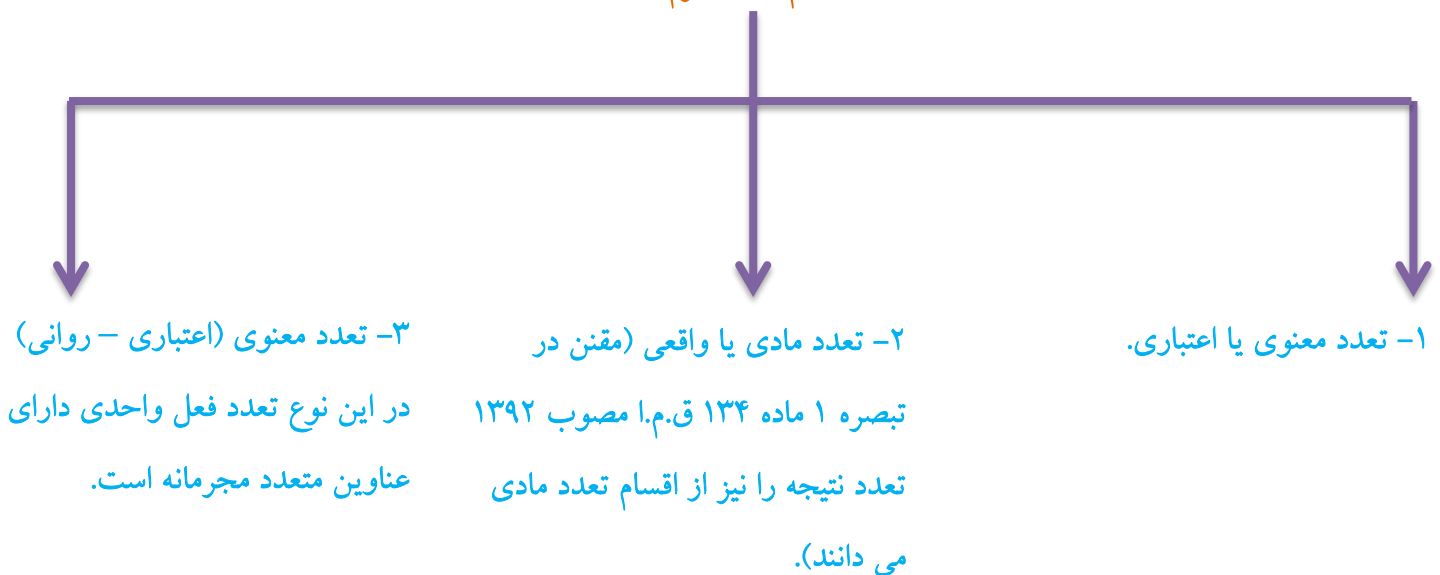 ۱- تعدد معنوی یا اعتباری.
۲- تعدد مادی یا واقعی (مقنن در
تبصره ۱ ماده ۱۳۴ ق.م.ا مصوب ۱۳۹۲
تعدد نتیجه را نیز از اقسام تعدد مادی
می دانند).
۳- تعدد معنوی (اعتباری – روانی)
در این نوع تعدد فعل واحدی دارای
عناوین متعدد مجرمانه است.